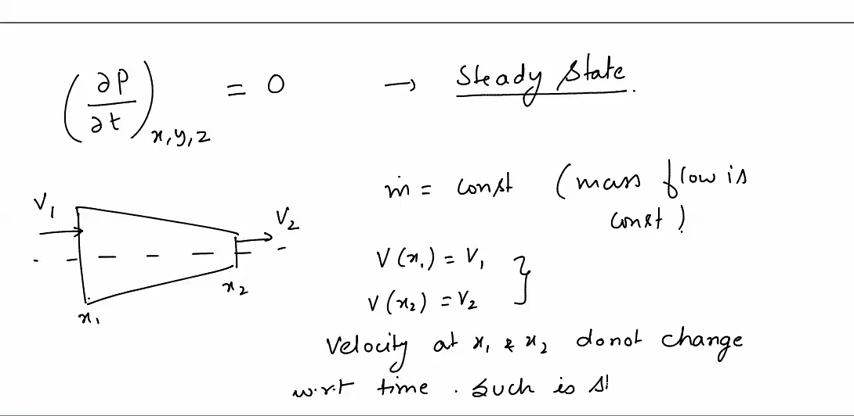 (∂P/∂t)x,y,z = 0 → Steady State.
ṁ = const (mass flow is
const)
V1
V2
x1
x2
V(x1) = V1
V(x2) = V2
Velocity at x1 & x2 donot change
w.r.t time. Such is s